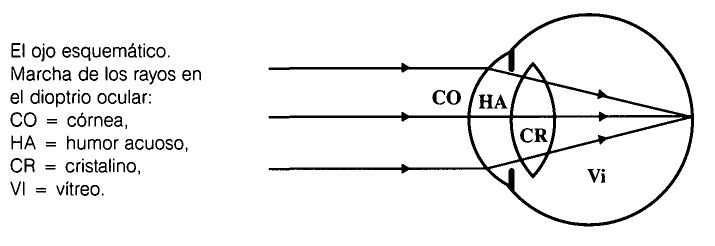 El ojo esquemático.
Marcha de los rayos en
el dioptrio ocular:
CO = córnea,
HA = humor acuoso,
CR = cristalino,
VI = vítreo.
CO
HA
CR
Vi